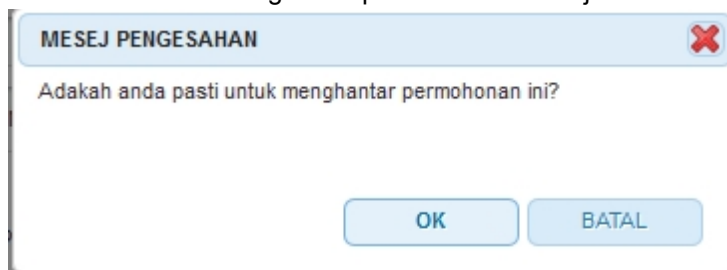 MESEJ PENGESAHAN
Adakah anda pasti untuk menghantar permohonan ini?
OK BATAL